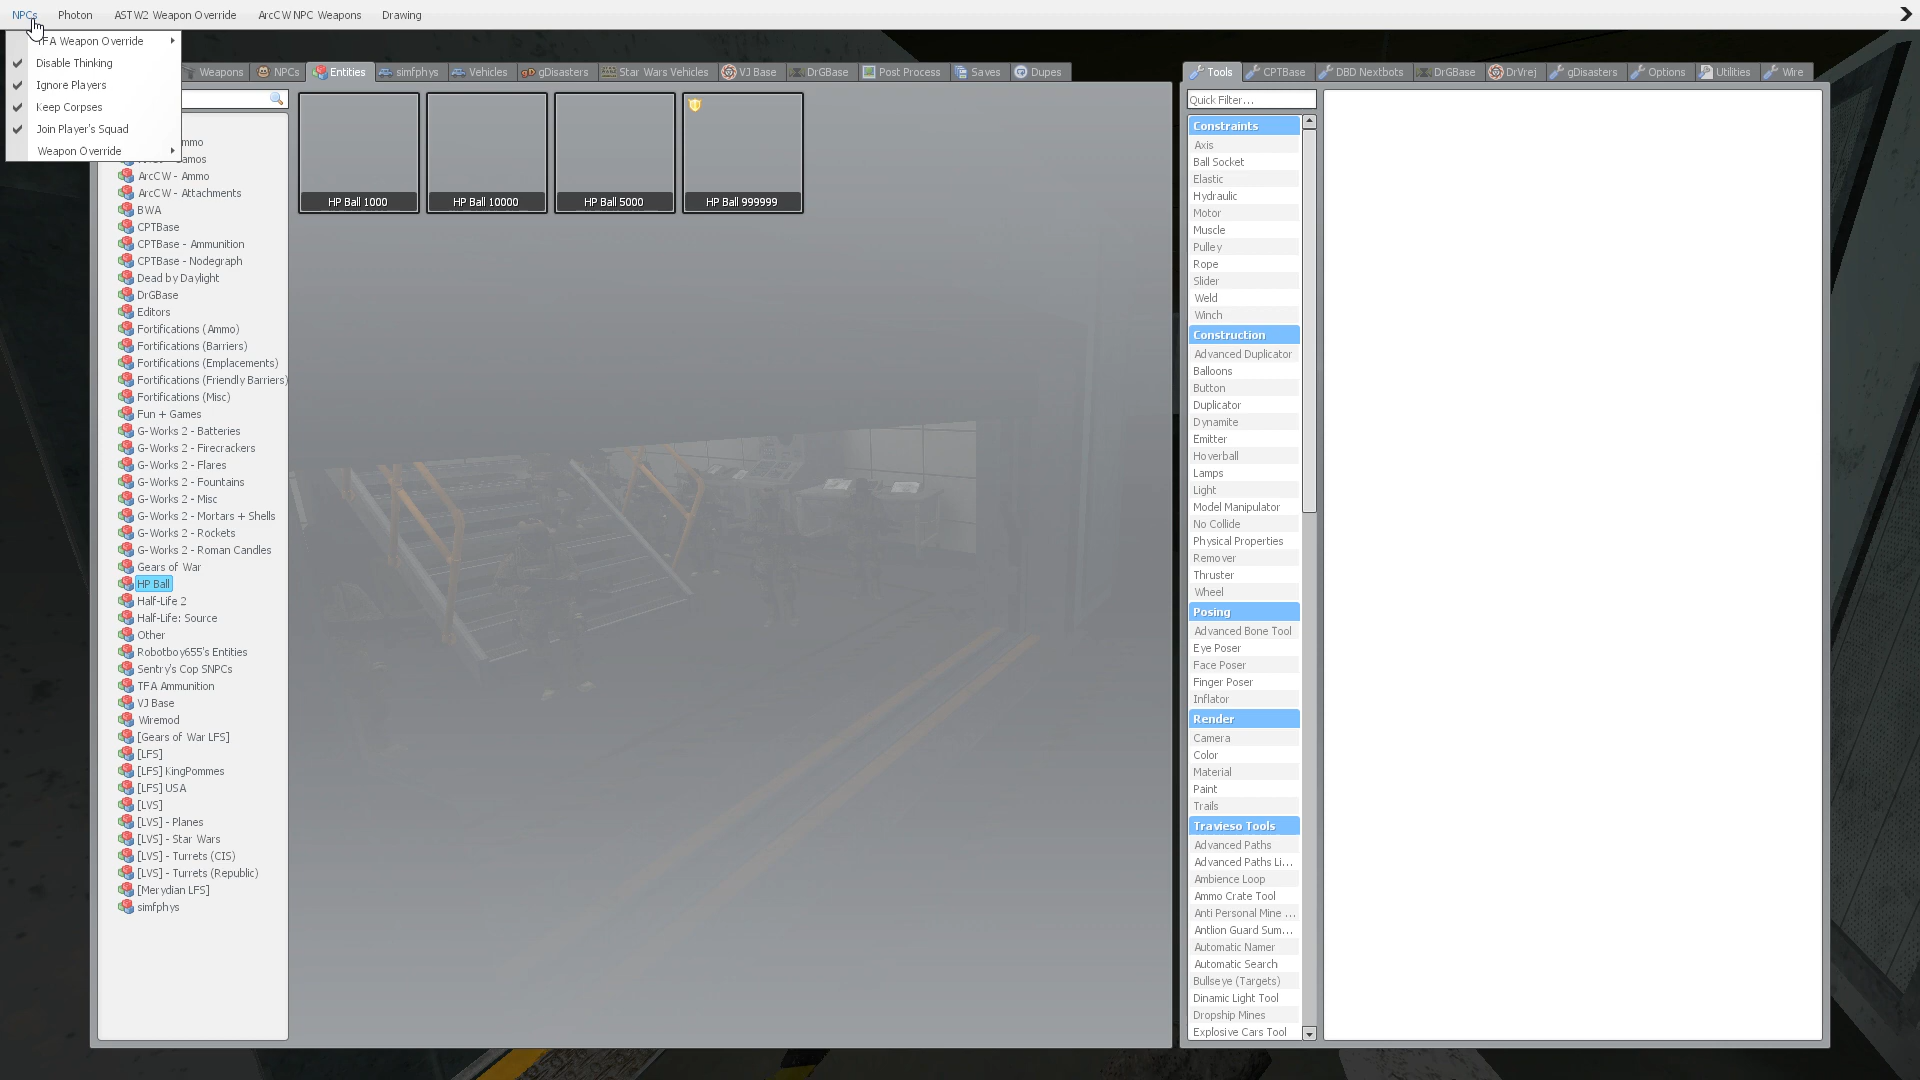 NPCs Photon ASTW2 Weapon Override ArcCW NPC Weapons Drawing
TFA Weapon Override
Disable Thinking
Ignore Players
Keep Corpses
Join Player's Squad
Weapon Override
Weapons NPCs Entities simfphys Vehicles gDisasters Star Wars Vehicles VJ Base DrGBase Post Process Saves Dupes
ArcCW - Ammo
ArcCW - Attachments
BWA
CPTBase
CPTBase - Ammunition
CPTBase - Nodegraph
Dead by Daylight
DrGBase
Editors
Fortifications (Ammo)
Fortifications (Barriers)
Fortifications (Emplacements)
Fortifications (Friendly Barriers)
Fortifications (Misc)
Fun + Games
G-Works 2 - Batteries
G-Works 2 - Firecrackers
G-Works 2 - Flares
G-Works 2 - Fountains
G-Works 2 - Misc
G-Works 2 - Mortars + Shells
G-Works 2 - Rockets
G-Works 2 - Roman Candles
Gears of War
HP Ball
Half-Life 2
Half-Life: Source
Other
Robotboy655's Entities
Sentry's Cop SNPCs
TFA Ammunition
VJ Base
Wiremod
[Gears of War LFS]
[LFS]
[LFS] KingPommes
[LFS] USA
[LVS]
[LVS] - Planes
[LVS] - Star Wars
[LVS] - Turrets (CIS)
[LVS] - Turrets (Republic)
[Merydian LFS]
simfphys
HP Ball 1000 HP Ball 10000 HP Ball 5000 HP Ball 999999
Tools CPTBase DBD Nextbots DrGBase DrVrej gDisasters Options Utilities Wire
Quick Filter...
Constraints
Axis
Ball Socket
Elastic
Hydraulic
Motor
Muscle
Pulley
Rope
Slider
Weld
Winch
Construction
Advanced Duplicator
Balloons
Button
Duplicator
Dynamite
Emitter
Hoverball
Lamps
Light
Model Manipulator
No Collide
Physical Properties
Remover
Thruster
Wheel
Posing
Advanced Bone Tool
Eye Poser
Face Poser
Finger Poser
Inflator
Render
Camera
Color
Material
Paint
Trails
Travieso Tools
Advanced Paths
Advanced Paths Li...
Ambience Loop
Ammo Crate Tool
Anti Personal Mine ...
Antlion Guard Sum...
Automatic Namer
Automatic Search
Bullseye (Targets)
Dinamic Light Tool
Dropship Mines
Explosive Cars Tool